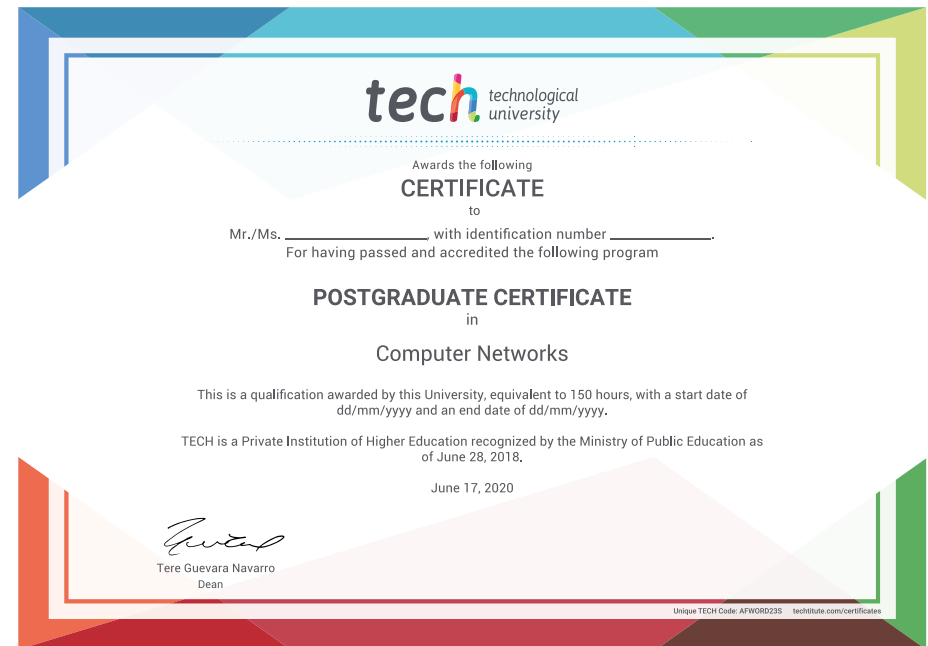 tech technological
university
Awards the following
CERTIFICATE
to
Mr./Ms. ____________________, with identification number ______________.
For having passed and accredited the following program
POSTGRADUATE CERTIFICATE
in
Computer Networks
This is a qualification awarded by this University, equivalent to 150 hours, with a start date of
dd/mm/yyyy and an end date of dd/mm/yyyy.
TECH is a Private Institution of Higher Education recognized by the Ministry of Public Education as
of June 28, 2018.
June 17, 2020
Tere Guevara Navarro
Dean
Unique TECH Code: AFWORD23S techtitute.com/certificates